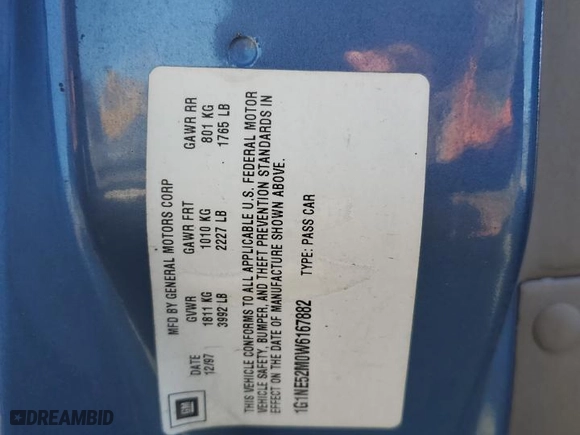 MFD BY GENERAL MOTORS CORP
DATE GVWR GAWR FRT GAWR RR
12/97 1811 KG 1010 KG 801 KG
3992 LB 2227 LB 1765 LB
THIS VEHICLE CONFORMS TO ALL APPLICABLE U.S. FEDERAL MOTOR
VEHICLE SAFETY, BUMPER, AND THEFT PREVENTION STANDARDS IN
EFFECT ON THE DATE OF MANUFACTURE SHOWN ABOVE.
1G1NE52M0W6167882 TYPE: PASS CAR
GM
DREAMBID